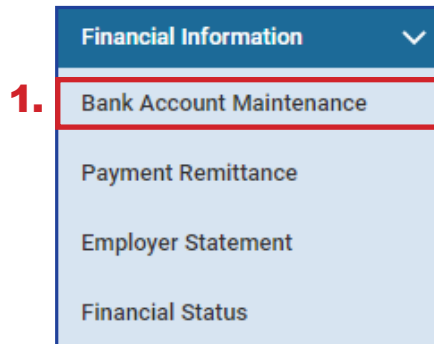 Financial Information
1. Bank Account Maintenance
Payment Remittance
Employer Statement
Financial Status